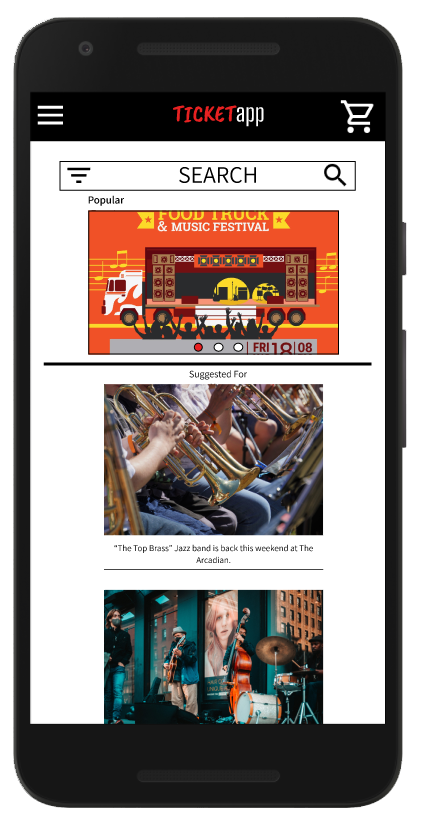 TICKETapp
SEARCH
Popular
FOOD TRUCK
& MUSIC FESTIVAL
FRI 18 08
Suggested For
“The Top Brass” Jazz band is back this weekend at The
Arcadian.